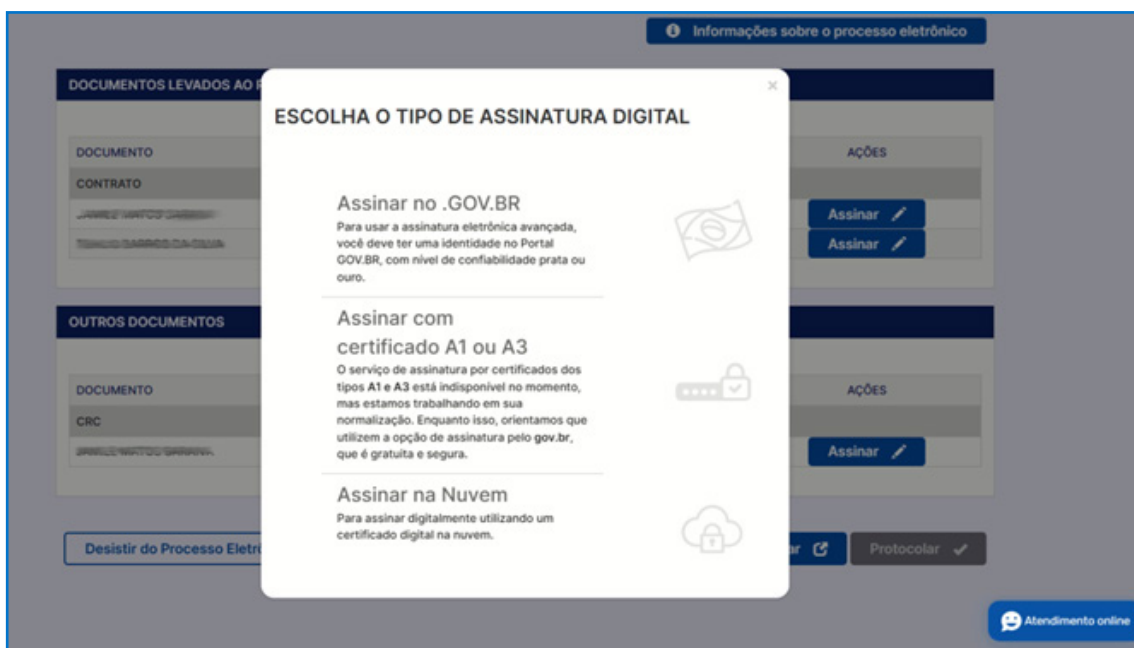 Informações sobre o processo eletrônico
DOCUMENTOS LEVADOS AO
ESCOLHA O TIPO DE ASSINATURA DIGITAL
DOCUMENTO
AÇÕES
CONTRATO
Assinar
Assinar
Assinar no .GOV.BR
Para usar a assinatura eletrônica avançada,
você deve ter uma identidade no Portal
GOV.BR, com nível de confiabilidade prata ou
ouro.
OUTROS DOCUMENTOS
Assinar com
certificado A1 ou A3
O serviço de assinatura por certificados dos
tipos A1 e A3 está indisponível no momento,
mas estamos trabalhando em sua
normalização. Enquanto isso, orientamos que
utilizem a opção de assinatura pelo gov.br,
que é gratuita e segura.
DOCUMENTO
AÇÕES
CRC
Assinar
Assinar na Nuvem
Para assinar digitalmente utilizando um
certificado digital na nuvem.
Desistir do Processo Eletr
Protocolar
Atendimento online